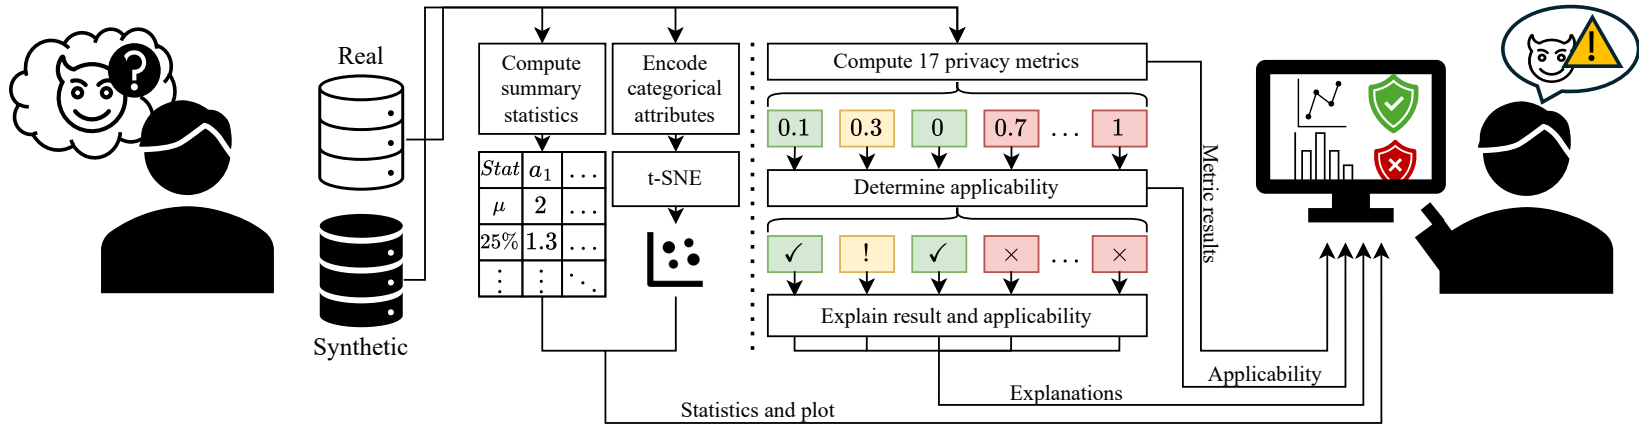 ?
Real
Synthetic
Compute
summary
statistics
Encode
categorical
attributes
Stat a₁ ...
μ 2 ...
25% 1.3 ...
⋮ ⋮ ⋱
t-SNE
Compute 17 privacy metrics
0.1 0.3 0 0.7 ... 1
Determine applicability
✓ ! ✓ × ... ×
Explain result and applicability
Metric results
Applicability
Explanations
Statistics and plot
!